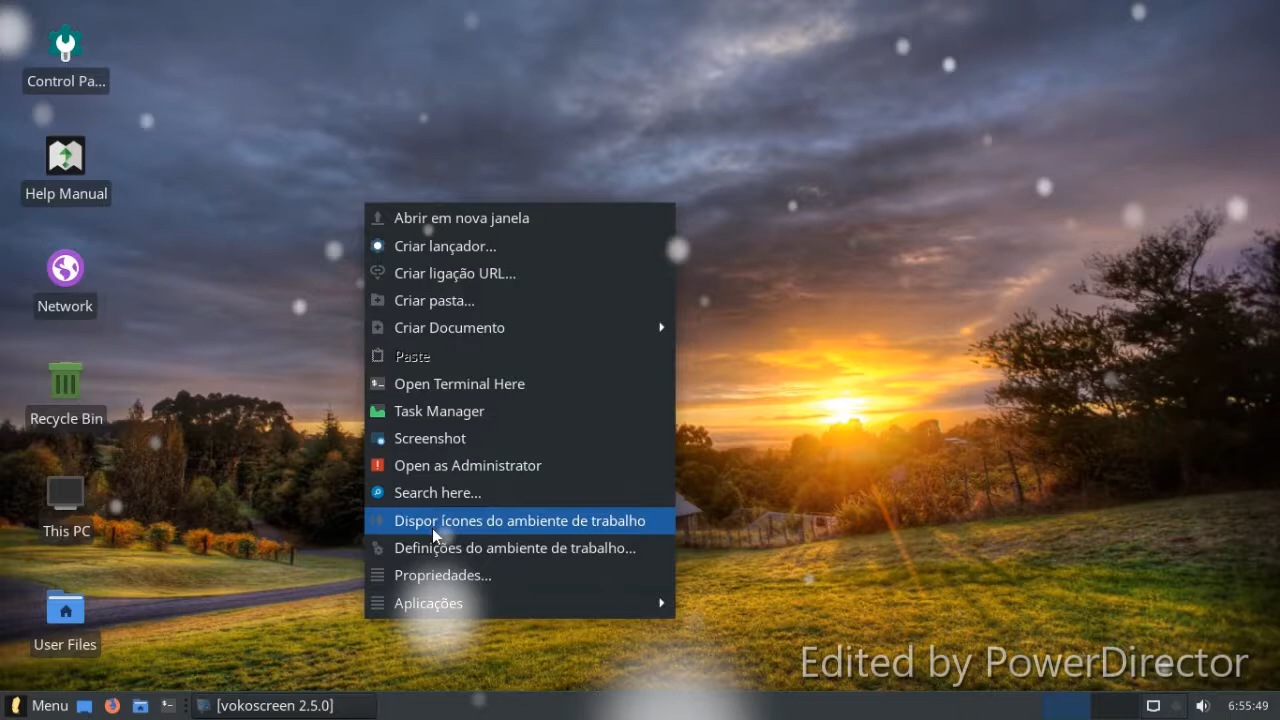 Control Pa...
Help Manual
Network
Recycle Bin
This PC
User Files
Abrir em nova janela
Criar lançador...
Criar ligação URL...
Criar pasta...
Criar Documento
Paste
Open Terminal Here
Task Manager
Screenshot
Open as Administrator
Search here...
Dispor ícones do ambiente de trabalho
Definições do ambiente de trabalho...
Propriedades...
Aplicações
Edited by PowerDirector
Menu
[vokoscreen 2.5.0]
6:55:49